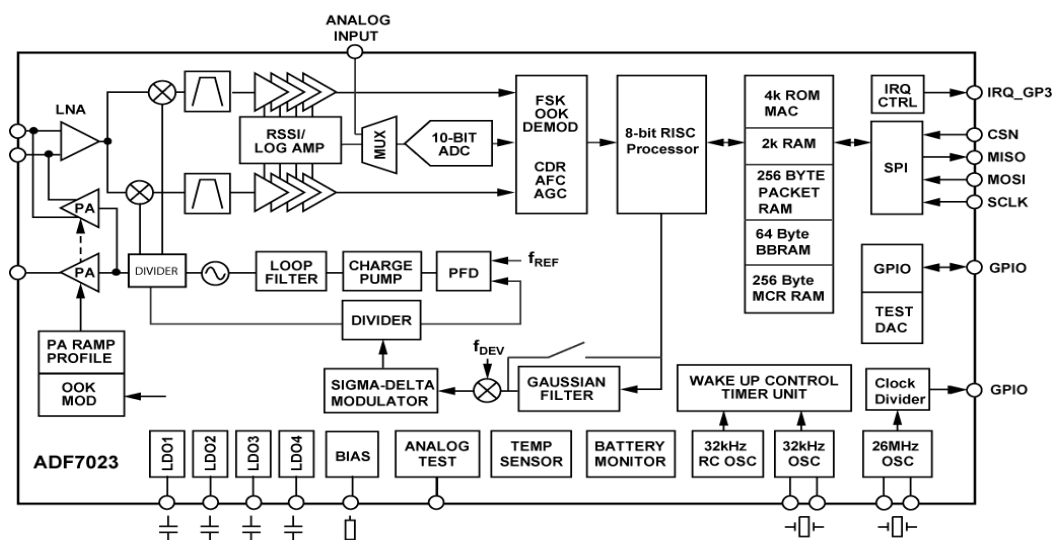 ANALOG
INPUT
LNA
RSSI/
LOG AMP
MUX
10-BIT
ADC
FSK
OOK
DEMOD
CDR
AFC
AGC
8-bit RISC
Processor
4k ROM
MAC
2k RAM
256 BYTE
PACKET
RAM
64 Byte
BBRAM
256 Byte
MCR RAM
IRQ
CTRL
IRQ_GP3
SPI
CSN
MISO
MOSI
SCLK
PA
PA
DIVIDER
LOOP
FILTER
CHARGE
PUMP
PFD
fREF
DIVIDER
GPIO
TEST
DAC
GPIO
PA RAMP
PROFILE
OOK
MOD
SIGMA-DELTA
MODULATOR
fDEV
GAUSSIAN
FILTER
WAKE UP CONTROL
TIMER UNIT
Clock
Divider
GPIO
ADF7023
LDO1
LDO2
LDO3
LDO4
BIAS
ANALOG
TEST
TEMP
SENSOR
BATTERY
MONITOR
32kHz
RC OSC
32kHz
OSC
26MHz
OSC